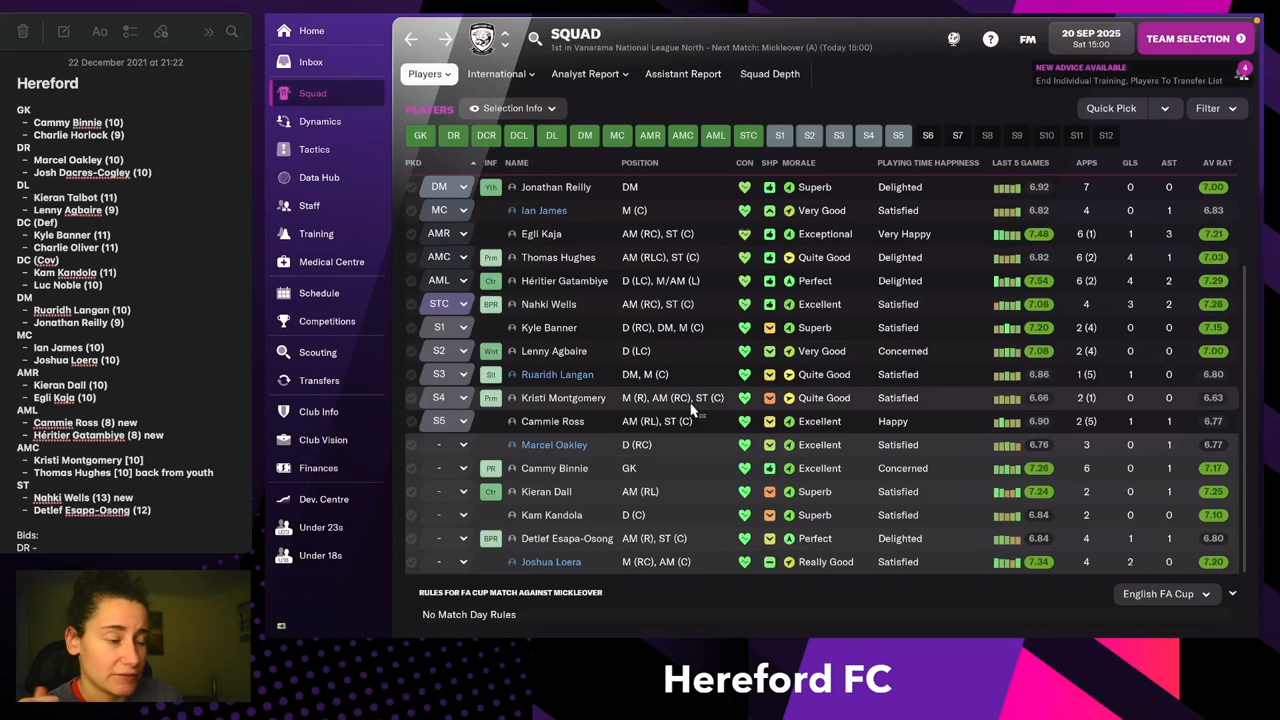 22 December 2021 at 21:22
Hereford
GK
- Cammy Binnie (10)
- Charlie Horlock (9)
DR
- Marcel Oakley (10)
- Josh Dacres-Cogley (10)
DL
- Kieran Talbot (10)
- Lenny Agbaire (9)
DC (Def)
- Kyle Banner (11)
- Charlie Oliver (11)
DC (Cov)
- Kam Kandola (11)
- Luc Noble (10)
DM
- Ruaridh Langan (10)
- Jonathan Reilly (9)
MC
- Ian James (10)
- Joshua Loera (10)
AMR
- Kieran Dall (10)
- Egli Kaja (10)
AML
- Cammie Ross (8) new
- Héritier Gatambiye (8) new
AMC
- Kristi Montgomery [10]
- Thomas Hughes [10] back from youth
ST
- Nahki Wells (13) new
- Detlef Esapa-Osong (12)
Bids:
DR -
Home
Inbox
Squad
Dynamics
Tactics
Data Hub
Staff
Training
Medical Centre
Schedule
Competitions
Scouting
Transfers
Club Info
Club Vision
Finances
Dev. Centre
Under 23s
Under 18s
SQUAD
1st in Vanarama National League North - Next Match: Mickleover (A) (Today 15:00)
FM
20 SEP 2025
Sat 15:00
TEAM SELECTION
Players International Analyst Report Assistant Report Squad Depth
NEW ADVICE AVAILABLE 4
End Individual Training, Players To Transfer List
PLAYERS Selection Info Quick Pick Filter
GK DR DCR DCL DL DM MC AMR AMC AML STC S1 S2 S3 S4 S5 S6 S7 S8 S9 S10 S11 S12
PKD INF NAME POSITION CON SHP MORALE PLAYING TIME HAPPINESS LAST 5 GAMES APPS GLS AST AV RAT
DM Yth Jonathan Reilly DM Superb Delighted 6.92 7 0 0 7.00
MC Ian James M (C) Very Good Satisfied 6.82 4 0 1 6.83
AMR Egli Kaja AM (RC), ST (C) Exceptional Very Happy 7.48 6 (1) 1 3 7.21
AMC Prm Thomas Hughes AM (RLC), ST (C) Quite Good Delighted 6.82 6 (2) 4 1 7.03
AML Ctr Héritier Gatambiye D (LC), M/AM (L) Perfect Delighted 7.54 6 (2) 4 2 7.29
STC BPR Nahki Wells AM (RC), ST (C) Excellent Satisfied 7.08 4 3 2 7.28
S1 Kyle Banner D (RC), DM, M (C) Superb Satisfied 7.20 2 (4) 1 0 7.15
S2 Wnt Lenny Agbaire D (LC) Very Good Concerned 7.08 2 (4) 0 0 7.00
S3 Slt Ruaridh Langan DM, M (C) Quite Good Satisfied 6.86 1 (5) 1 0 6.80
S4 Prm Kristi Montgomery M (R), AM (RC), ST (C) Quite Good Satisfied 6.66 2 (1) 0 0 6.63
S5 Cammie Ross AM (RL), ST (C) Excellent Happy 6.90 2 (5) 0 1 6.77
- Marcel Oakley D (RC) Excellent Satisfied 6.76 3 0 1 6.77
- PR Cammy Binnie GK Excellent Concerned 7.26 6 0 1 7.17
- Ctr Kieran Dall AM (RL) Superb Satisfied 7.24 2 0 1 7.25
- Kam Kandola D (C) Superb Satisfied 6.84 2 0 0 7.10
- BPR Detlef Esapa-Osong AM (R), ST (C) Perfect Delighted 6.84 4 1 1 6.80
- Joshua Loera M (RC), AM (C) Really Good Satisfied 7.34 4 2 0 7.20
RULES FOR FA CUP MATCH AGAINST MICKLEOVER English FA Cup
No Match Day Rules
Hereford FC